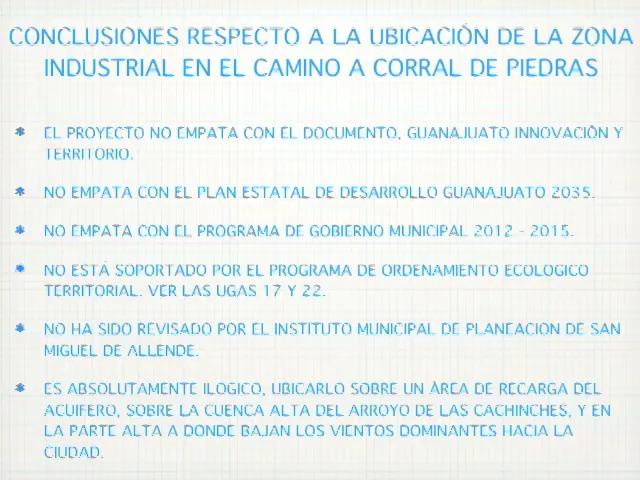 CONCLUSIONES RESPECTO A LA UBICACIÓN DE LA ZONA
INDUSTRIAL EN EL CAMINO A CORRAL DE PIEDRAS
EL PROYECTO NO EMPATA CON EL DOCUMENTO, GUANAJUATO INNOVACIÓN Y
TERRITORIO.
NO EMPATA CON EL PLAN ESTATAL DE DESARROLLO GUANAJUATO 2035.
NO EMPATA CON EL PROGRAMA DE GOBIERNO MUNICIPAL 2012 - 2015.
NO ESTÁ SOPORTADO POR EL PROGRAMA DE ORDENAMIENTO ECOLOGICO
TERRITORIAL. VER LAS UGAS 17 Y 22.
NO HA SIDO REVISADO POR EL INSTITUTO MUNICIPAL DE PLANEACION DE SAN
MIGUEL DE ALLENDE.
ES ABSOLUTAMENTE ILOGICO, UBICARLO SOBRE UN ÁREA DE RECARGA DEL
ACUIFERO, SOBRE LA CUENCA ALTA DEL ARROYO DE LAS CACHINCHES, Y EN
LA PARTE ALTA A DONDE BAJAN LOS VIENTOS DOMINANTES HACIA LA
CIUDAD.